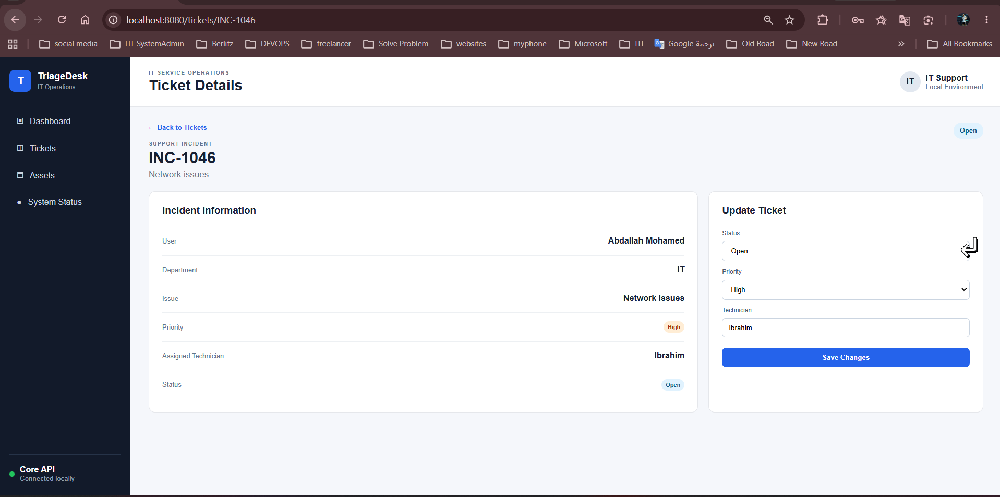 localhost:8080/tickets/INC-1046
social media
ITI_SystemAdmin
Berlitz
DEVOPS
freelancer
Solve Problem
websites
myphone
Microsoft
ITI
Google ترجمة
Old Road
New Road
All Bookmarks
T
TriageDesk
IT Operations
Dashboard
Tickets
Assets
System Status
Core API
Connected locally
IT SERVICE OPERATIONS
Ticket Details
IT
IT Support
Local Environment
← Back to Tickets
Open
SUPPORT INCIDENT
INC-1046
Network issues
Incident Information
User
Abdallah Mohamed
Department
IT
Issue
Network issues
Priority
High
Assigned Technician
Ibrahim
Status
Open
Update Ticket
Status
Open
Priority
High
Technician
Ibrahim
Save Changes